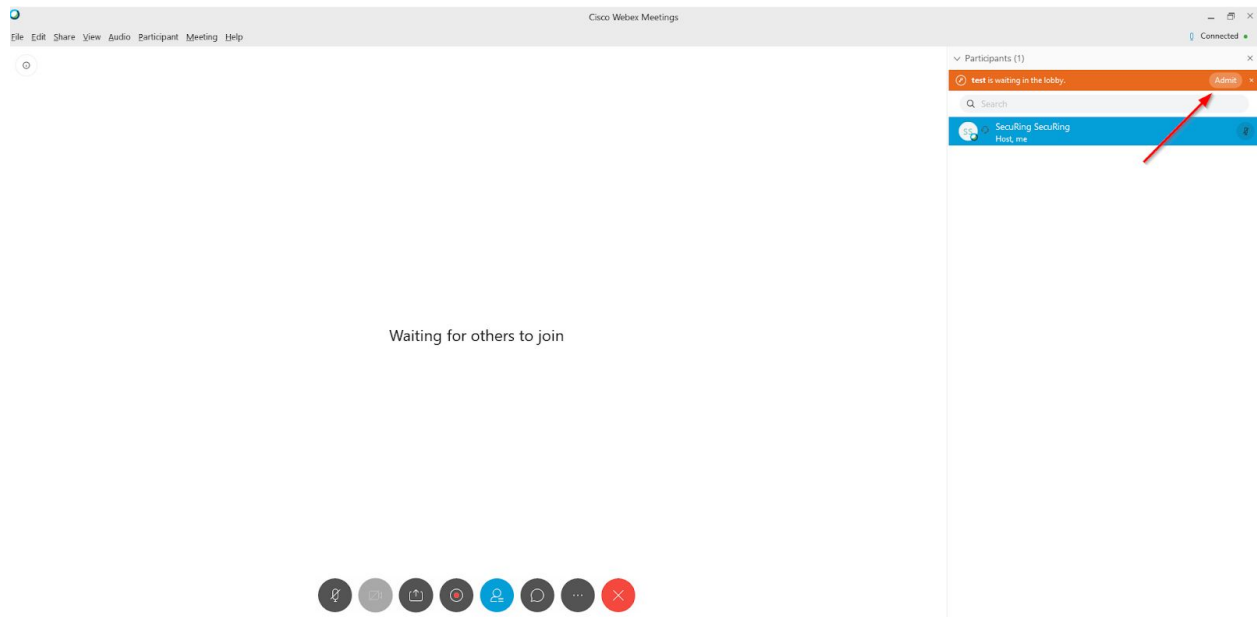 Cisco Webex Meetings
File Edit Share View Audio Participant Meeting Help
Connected
Participants (1)
test is waiting in the lobby.
Admit
Search
SS
SecuRing SecuRing
Host, me
Waiting for others to join